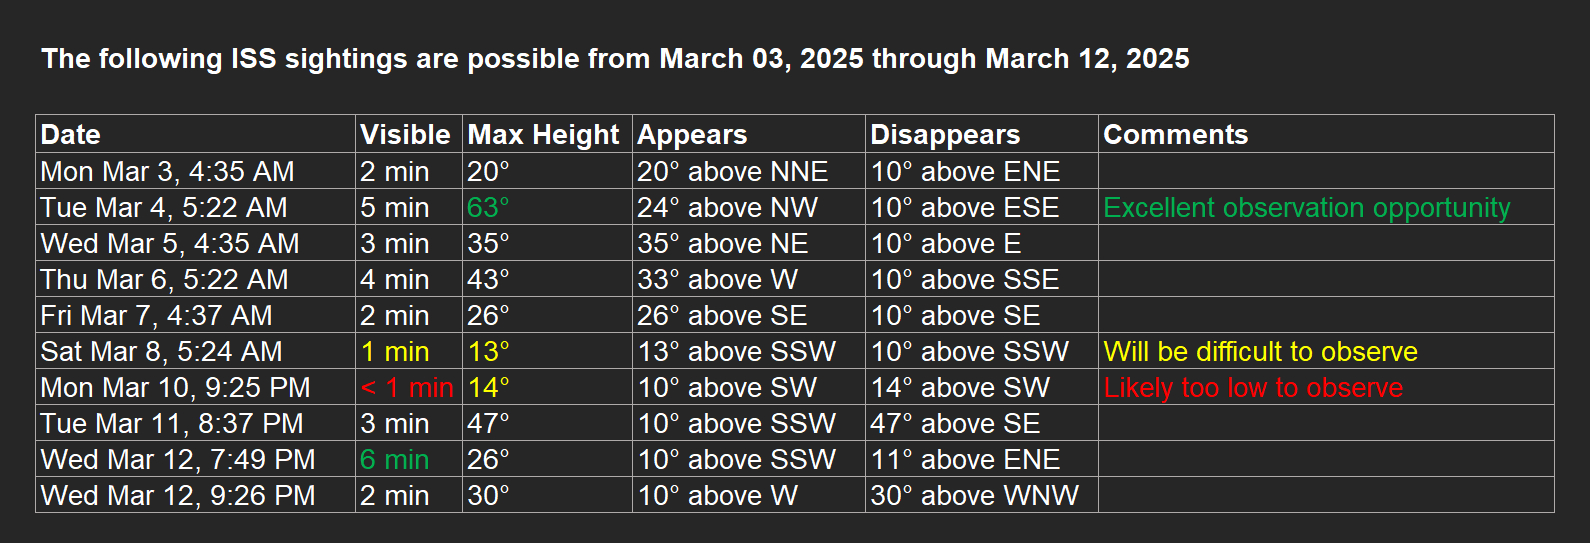 The following ISS sightings are possible from March 03, 2025 through March 12, 2025
Date Visible Max Height Appears Disappears Comments
Mon Mar 3, 4:35 AM 2 min 20° 20° above NNE 10° above ENE
Tue Mar 4, 5:22 AM 5 min 63° 24° above NW 10° above ESE Excellent observation opportunity
Wed Mar 5, 4:35 AM 3 min 35° 35° above NE 10° above E
Thu Mar 6, 5:22 AM 4 min 43° 33° above W 10° above SSE
Fri Mar 7, 4:37 AM 2 min 26° 26° above SE 10° above SE
Sat Mar 8, 5:24 AM 1 min 13° 13° above SSW 10° above SSW Will be difficult to observe
Mon Mar 10, 9:25 PM < 1 min 14° 10° above SW 14° above SW Likely too low to observe
Tue Mar 11, 8:37 PM 3 min 47° 10° above SSW 47° above SE
Wed Mar 12, 7:49 PM 6 min 26° 10° above SSW 11° above ENE
Wed Mar 12, 9:26 PM 2 min 30° 10° above W 30° above WNW